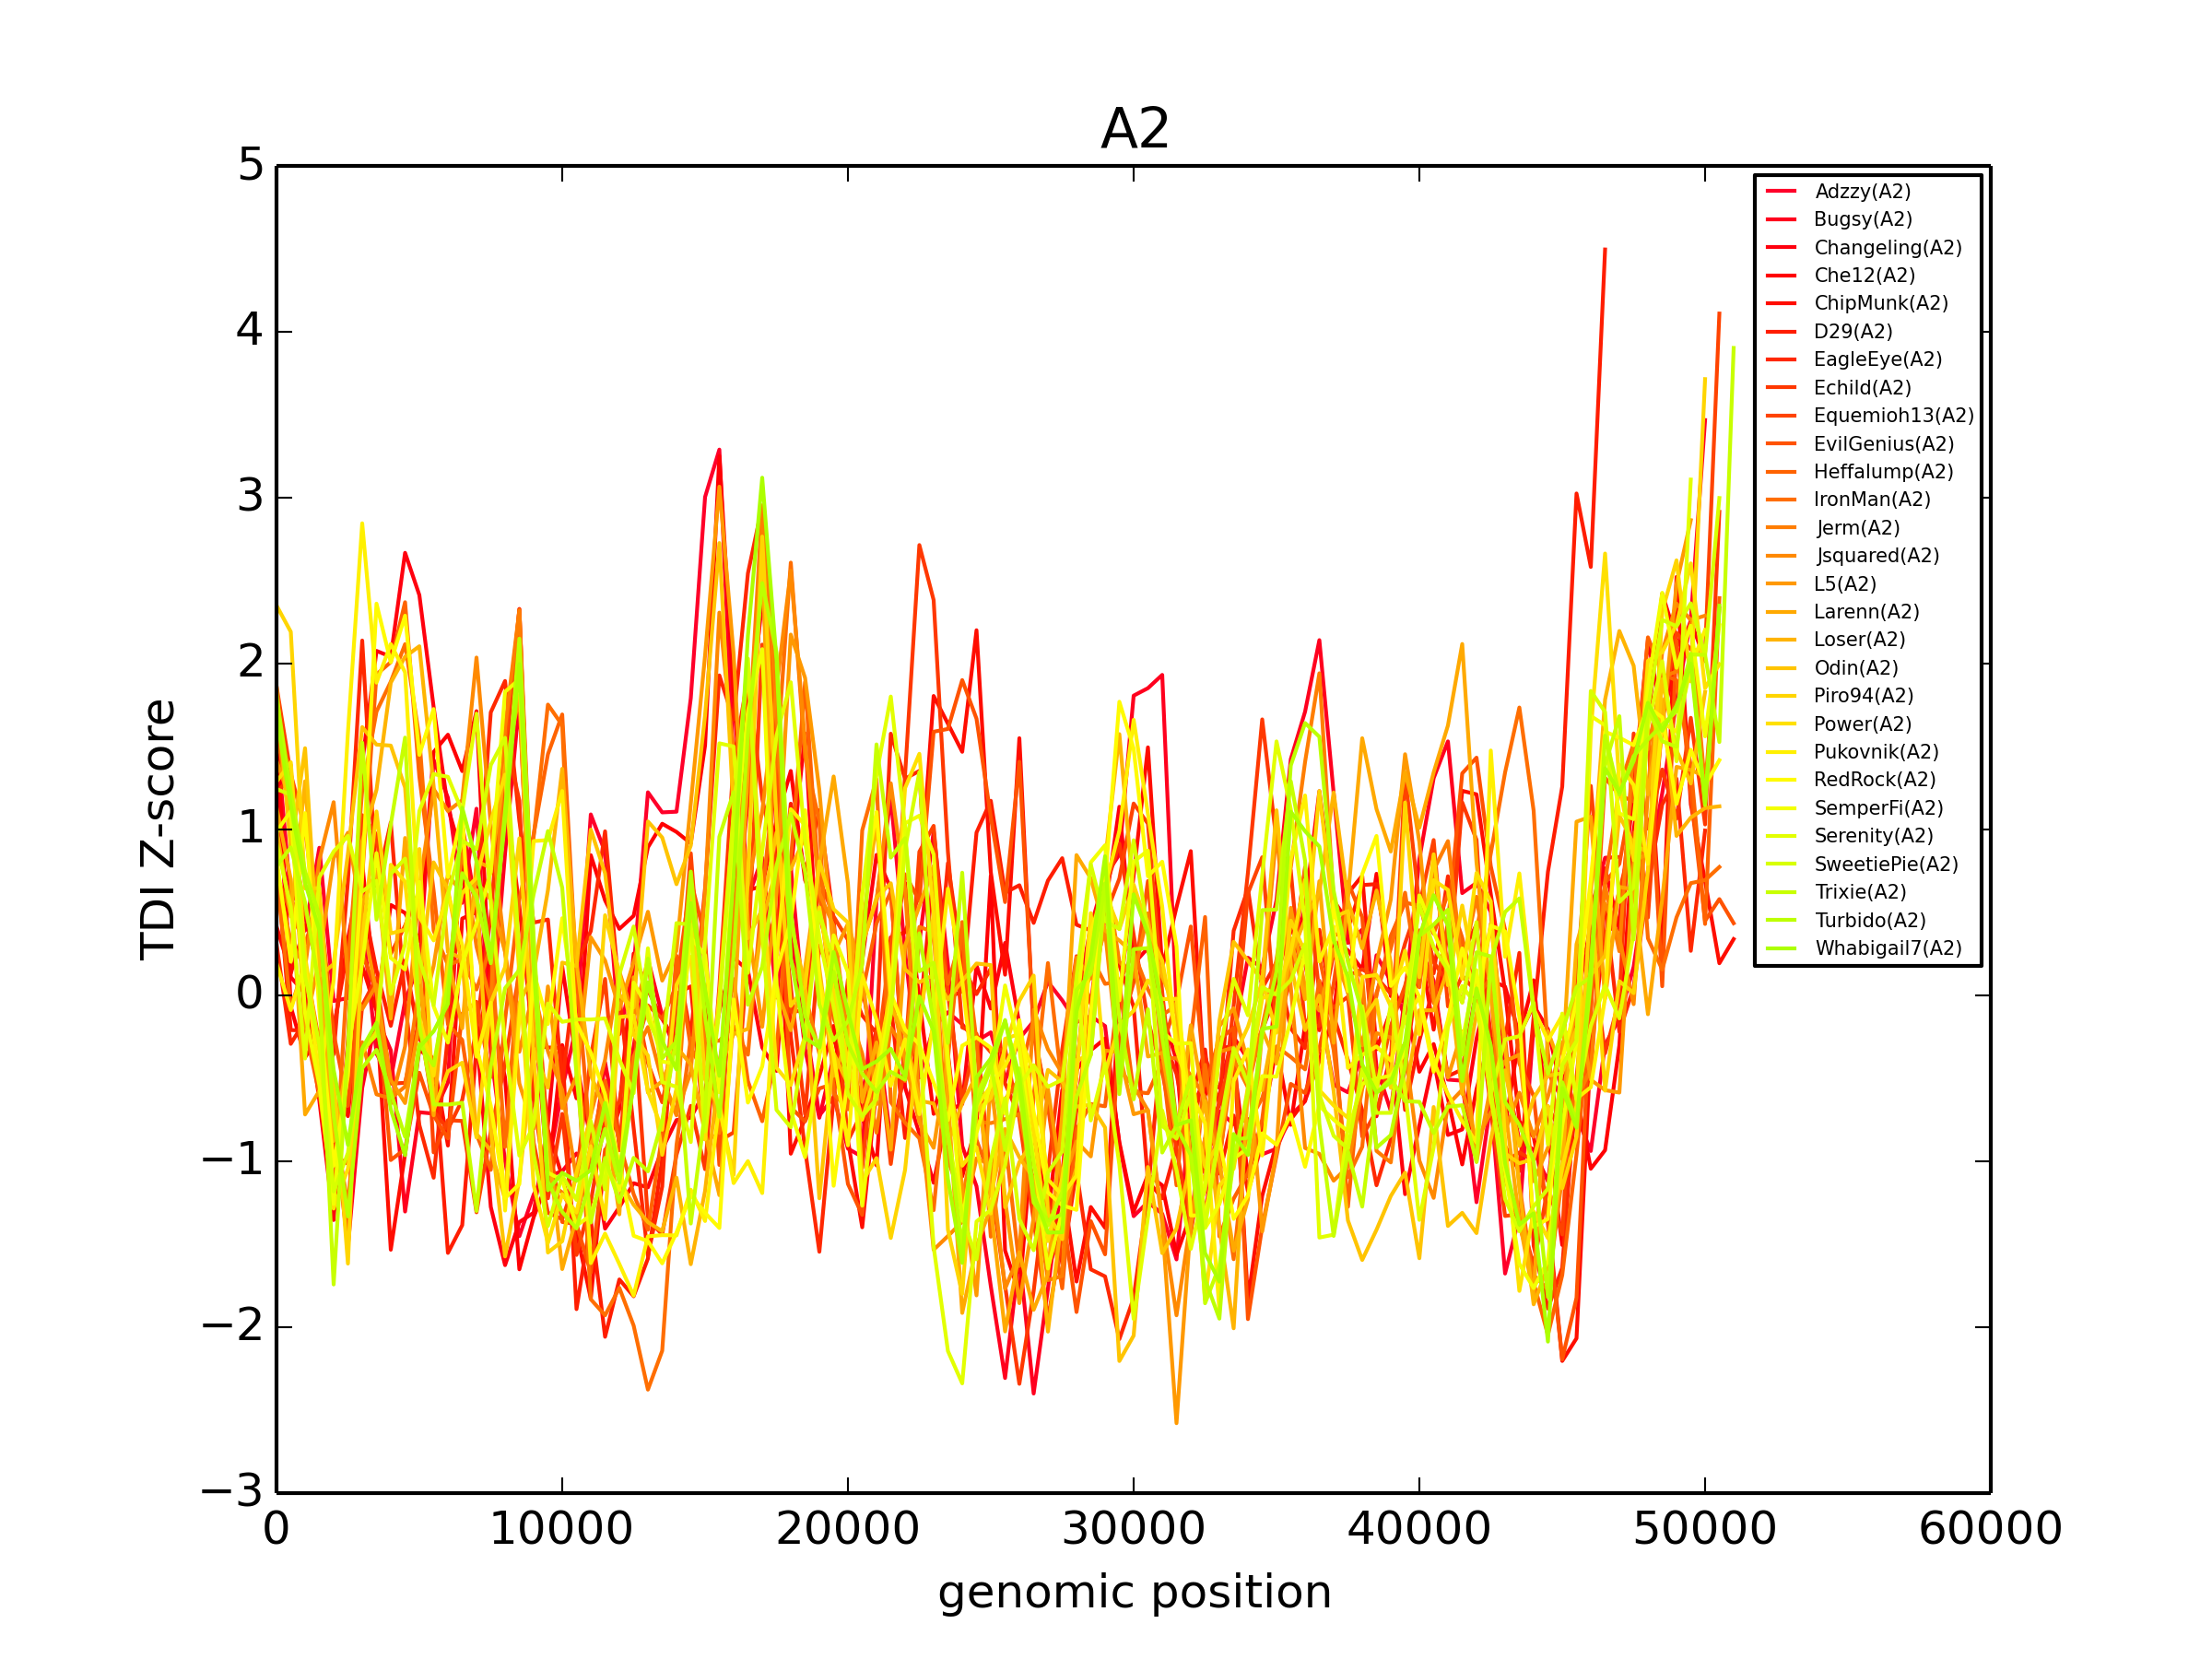 A2
5
4
3
2
1
0
−1
−2
−3
TDI Z-score
0 10000 20000 30000 40000 50000 60000
genomic position
Adzzy(A2)
Bugsy(A2)
Changeling(A2)
Che12(A2)
ChipMunk(A2)
D29(A2)
EagleEye(A2)
Echild(A2)
Equemioh13(A2)
EvilGenius(A2)
Heffalump(A2)
IronMan(A2)
Jerm(A2)
Jsquared(A2)
L5(A2)
Larenn(A2)
Loser(A2)
Odin(A2)
Piro94(A2)
Power(A2)
Pukovnik(A2)
RedRock(A2)
SemperFi(A2)
Serenity(A2)
SweetiePie(A2)
Trixie(A2)
Turbido(A2)
Whabigail7(A2)